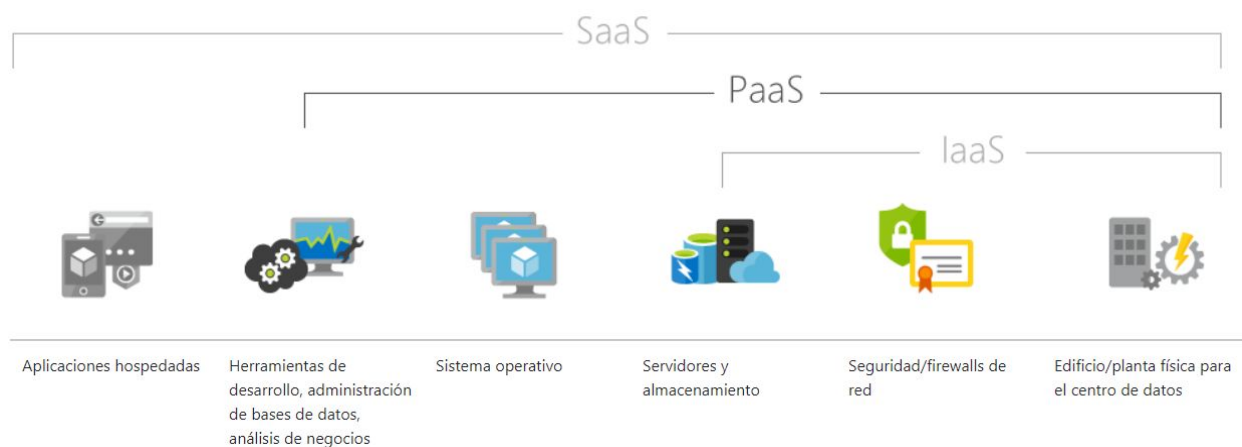 SaaS
PaaS
IaaS
Aplicaciones hospedadas
Herramientas de
desarrollo, administración
de bases de datos,
análisis de negocios
Sistema operativo
Servidores y
almacenamiento
Seguridad/firewalls de
red
Edificio/planta física para
el centro de datos